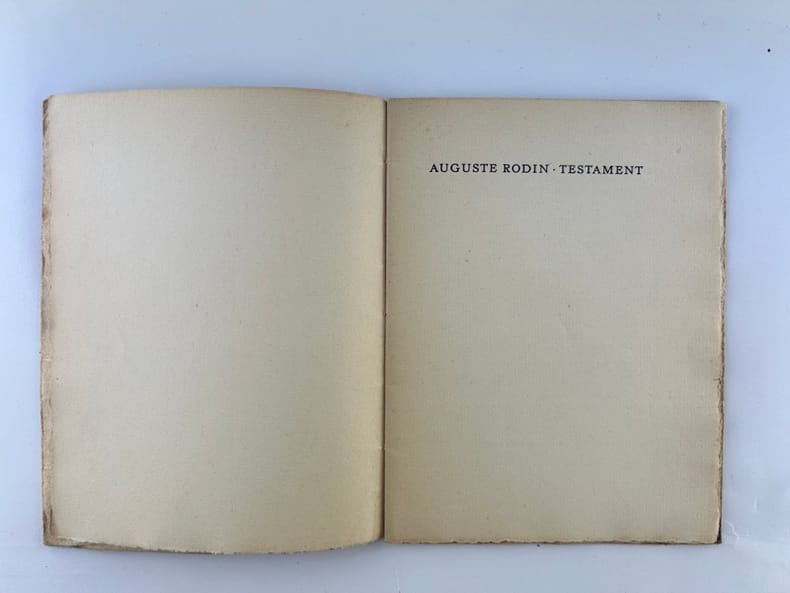 AUGUSTE RODIN · TESTAMENT